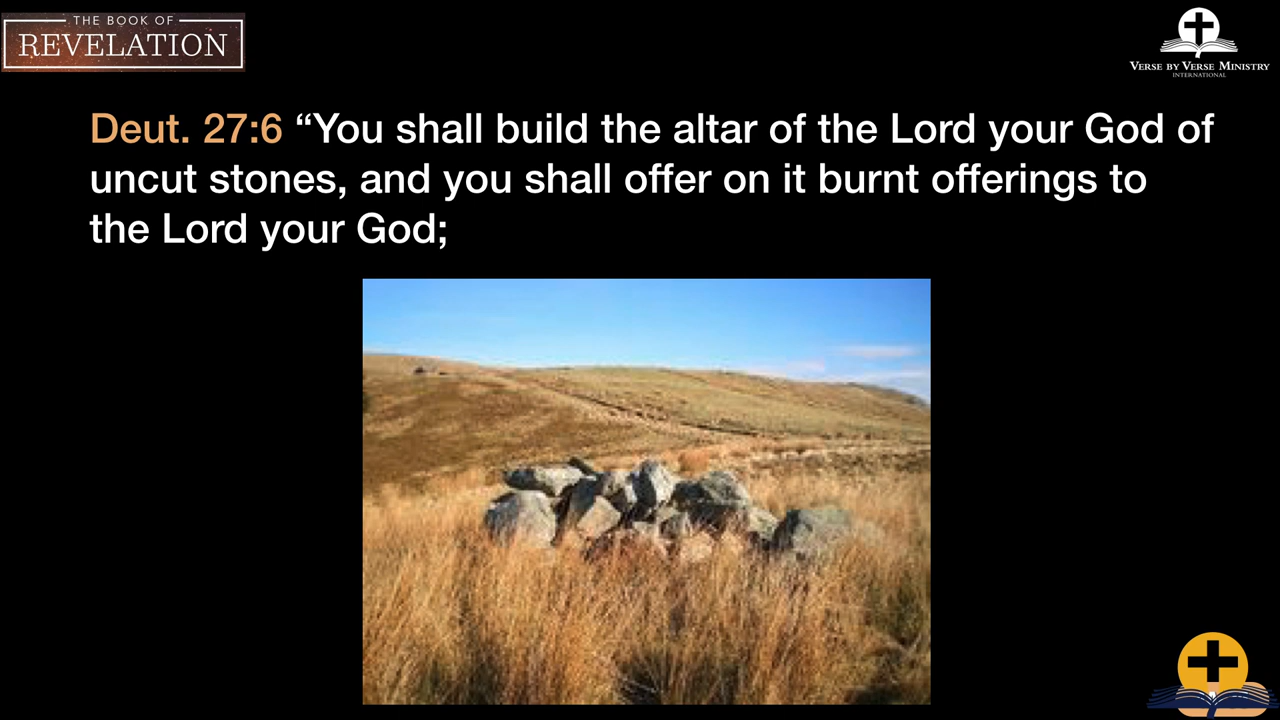 THE BOOK OF
REVELATION
VERSE BY VERSE MINISTRY
INTERNATIONAL
Deut. 27:6 “You shall build the altar of the Lord your God of
uncut stones, and you shall offer on it burnt offerings to
the Lord your God;